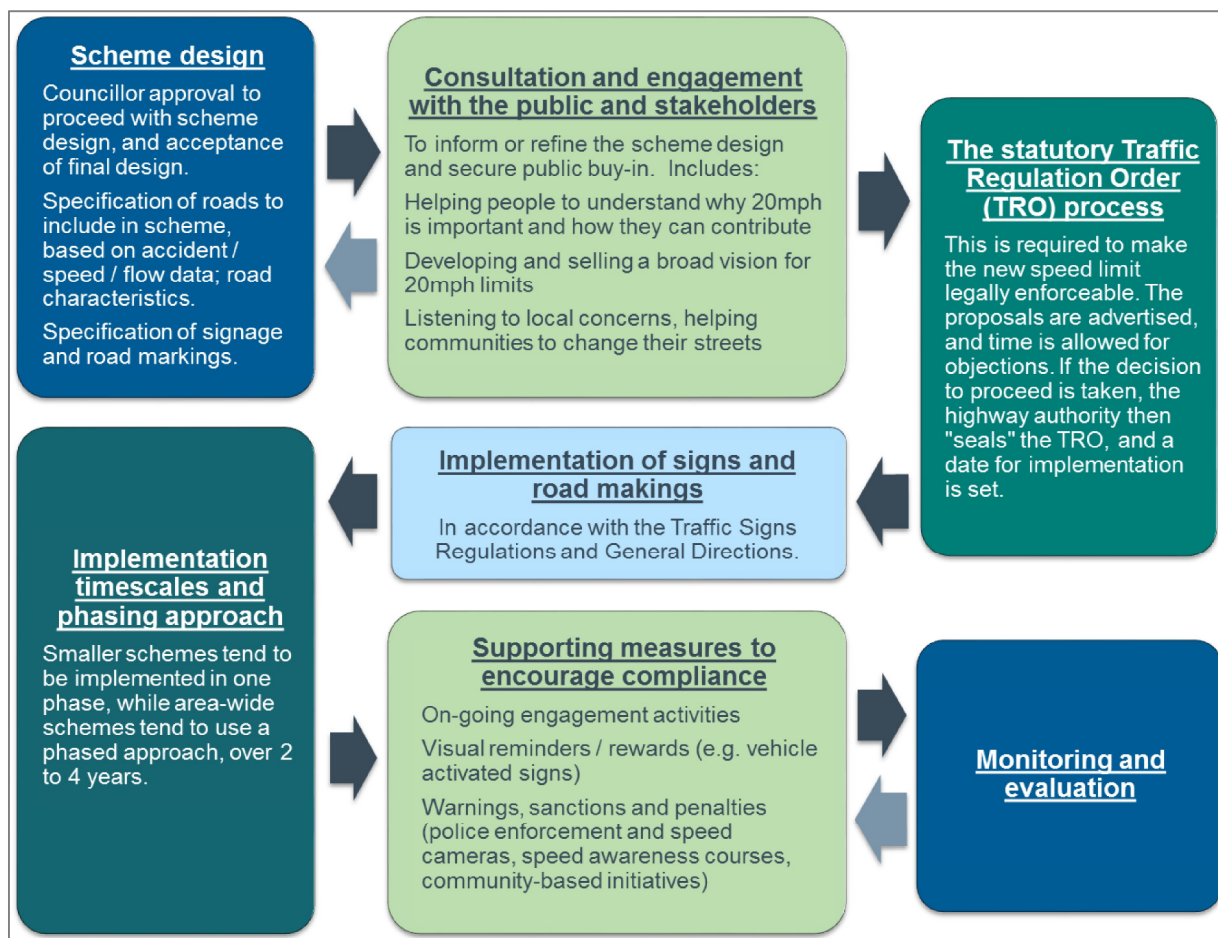 Scheme design
Councillor approval to
proceed with scheme
design, and acceptance
of final design.
Specification of roads to
include in scheme,
based on accident /
speed / flow data; road
characteristics.
Specification of signage
and road markings.
Consultation and engagement
with the public and stakeholders
To inform or refine the scheme design
and secure public buy-in.  Includes:
Helping people to understand why 20mph
is important and how they can contribute
Developing and selling a broad vision for
20mph limits
Listening to local concerns, helping
communities to change their streets
The statutory Traffic
Regulation Order
(TRO) process
This is required to make
the new speed limit
legally enforceable. The
proposals are advertised,
and time is allowed for
objections. If the decision
to proceed is taken, the
highway authority then
"seals" the TRO, and a
date for implementation
is set.
Implementation of signs and
road makings
In accordance with the Traffic Signs
Regulations and General Directions.
Implementation
timescales and
phasing approach
Smaller schemes tend to
be implemented in one
phase, while area-wide
schemes tend to use a
phased approach, over 2
to 4 years.
Supporting measures to
encourage compliance
On-going engagement activities
Visual reminders / rewards (e.g. vehicle
activated signs)
Warnings, sanctions and penalties
(police enforcement and speed
cameras, speed awareness courses,
community-based initiatives)
Monitoring and
evaluation